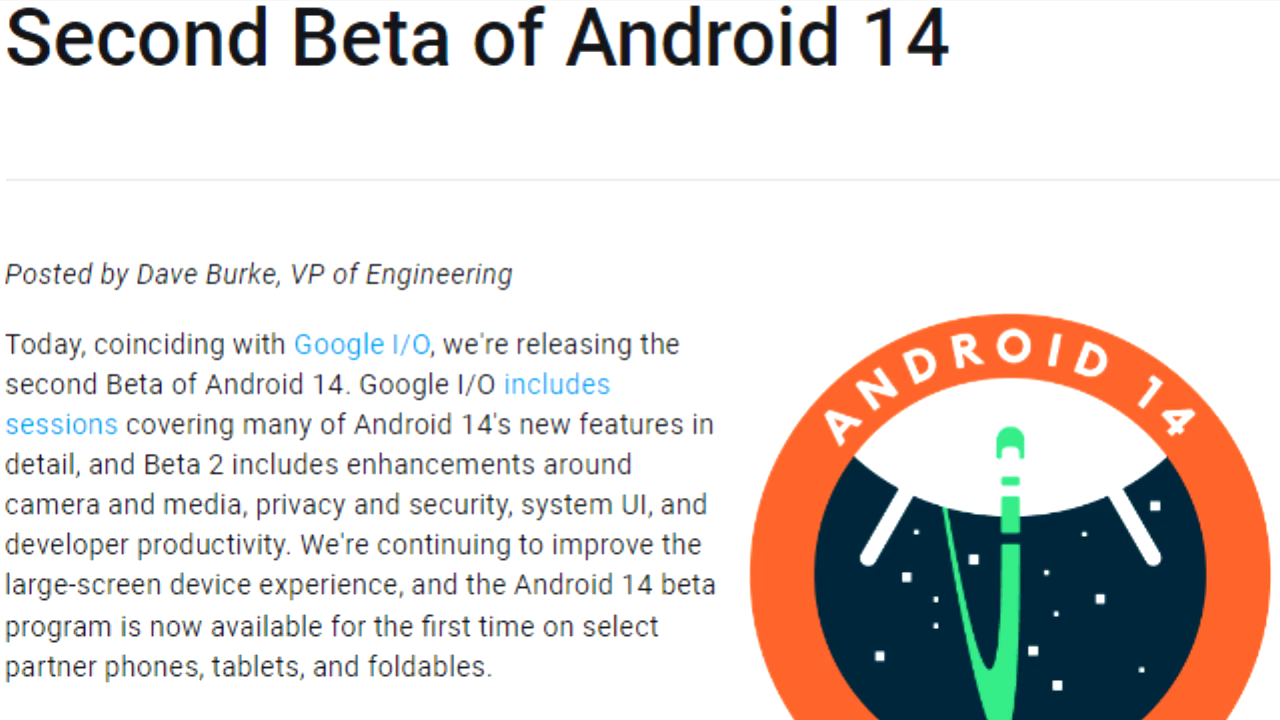 Second Beta of Android 14
Posted by Dave Burke, VP of Engineering
Today, coinciding with Google I/O, we're releasing the
second Beta of Android 14. Google I/O includes
sessions covering many of Android 14's new features in
detail, and Beta 2 includes enhancements around
camera and media, privacy and security, system UI, and
developer productivity. We're continuing to improve the
large-screen device experience, and the Android 14 beta
program is now available for the first time on select
partner phones, tablets, and foldables.
ANDROID 14